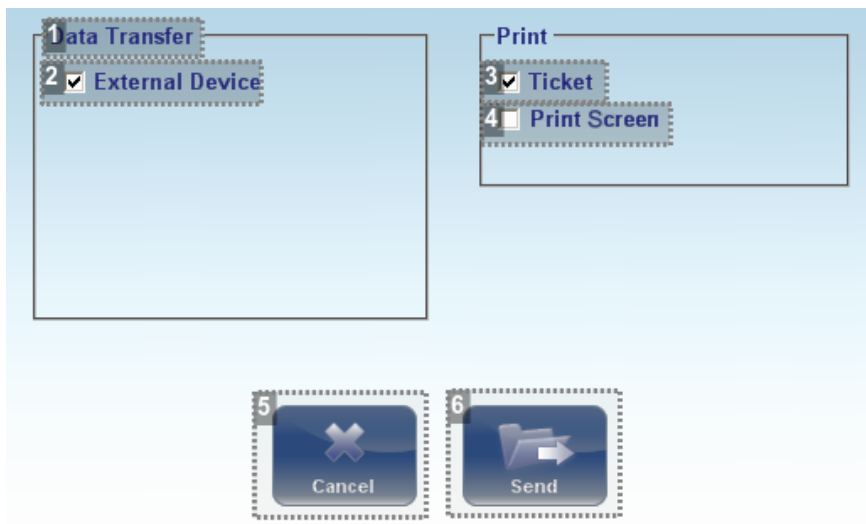 1 Data Transfer
2 External Device
Print
3 Ticket
4 Print Screen
5
Cancel
6
Send